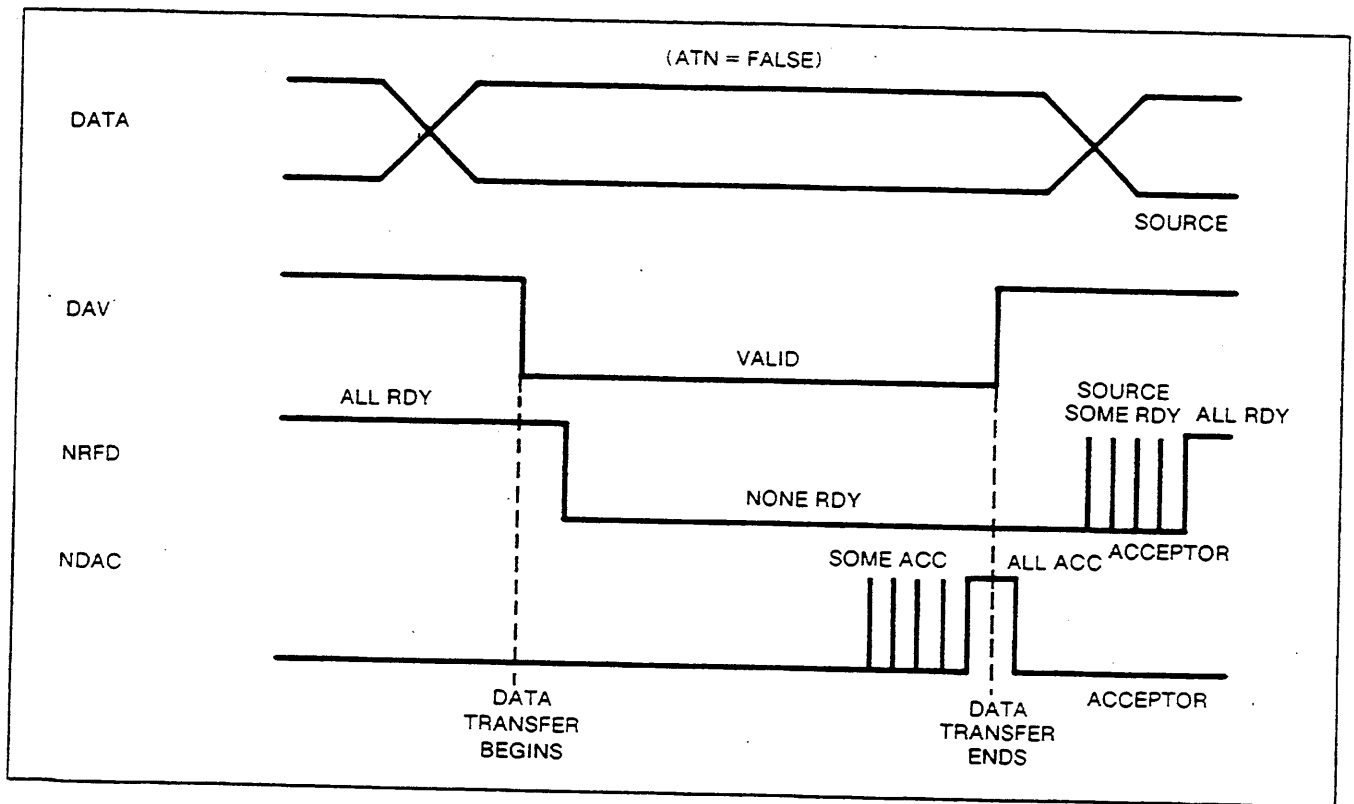 (ATN = FALSE)
DATA
SOURCE
DAV
VALID
ALL RDY
SOURCE
SOME RDY
ALL RDY
NRFD
NONE RDY
ACCEPTOR
NDAC
SOME ACC
ALL ACC
DATA
TRANSFER
BEGINS
DATA
TRANSFER
ENDS
ACCEPTOR